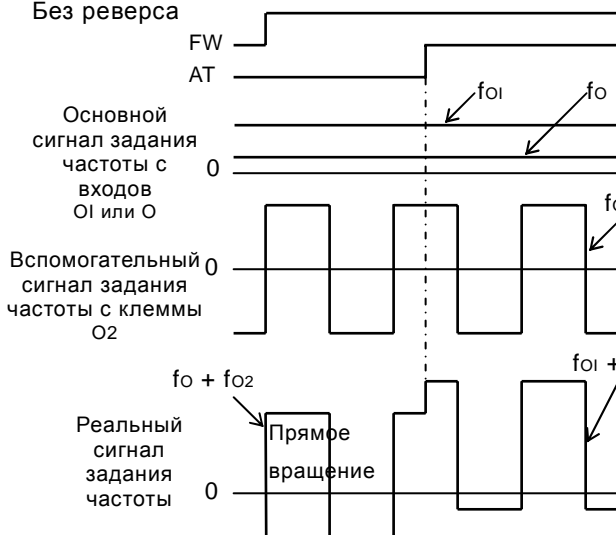 Без реверса
FW
AT
fOI
fO
Основной
сигнал задания
частоты с
входов
OI или O
0
Вспомогательный
сигнал задания
частоты с клеммы
O2
0
fO + fO2
fOI +
Реальный
сигнал
задания
частоты
0
Прямое
вращение